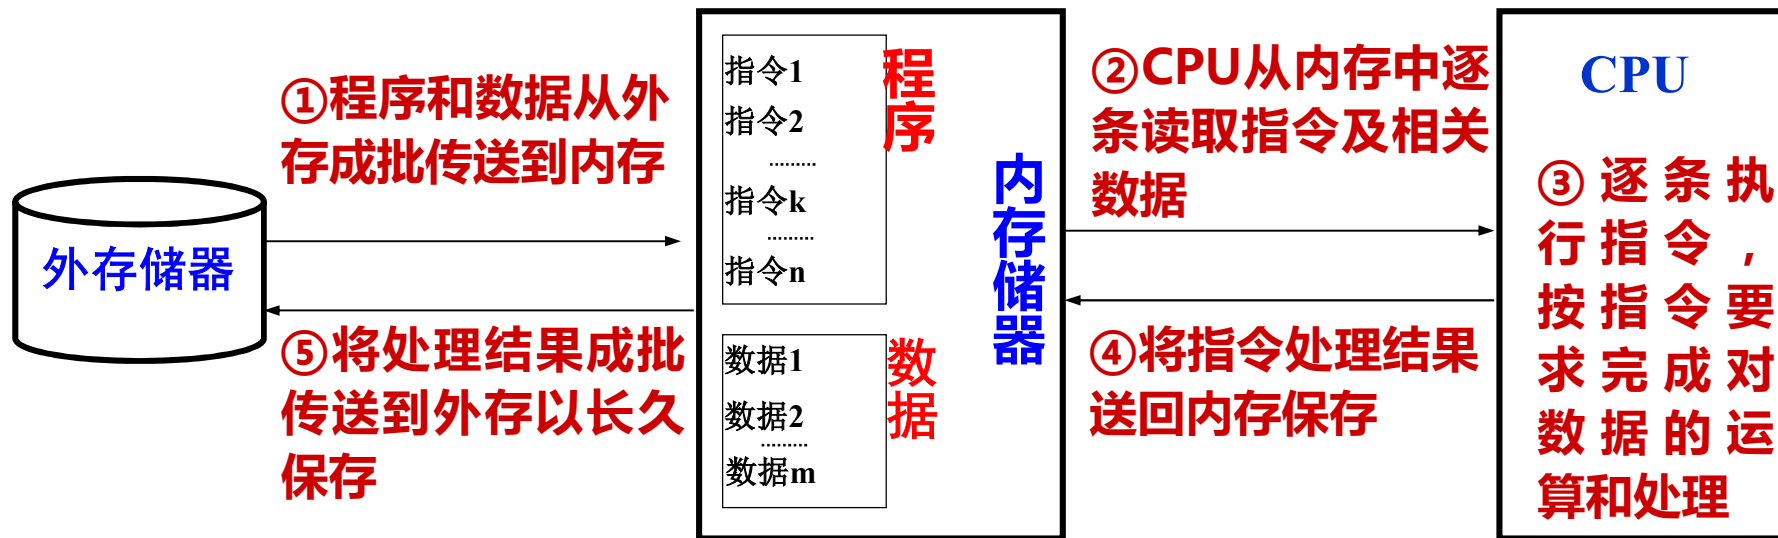 外存储器
①程序和数据从外
存成批传送到内存
⑤将处理结果成批
传送到外存以长久
保存
指令1
指令2
.........
指令k
.........
指令n
程序
数据1
数据2
.........
数据m
数据
内存储器
②CPU从内存中逐
条读取指令及相关
数据
④将指令处理结果
送回内存保存
CPU
③逐条执
行指令，
按指令要
求完成对
数据的运
算和处理